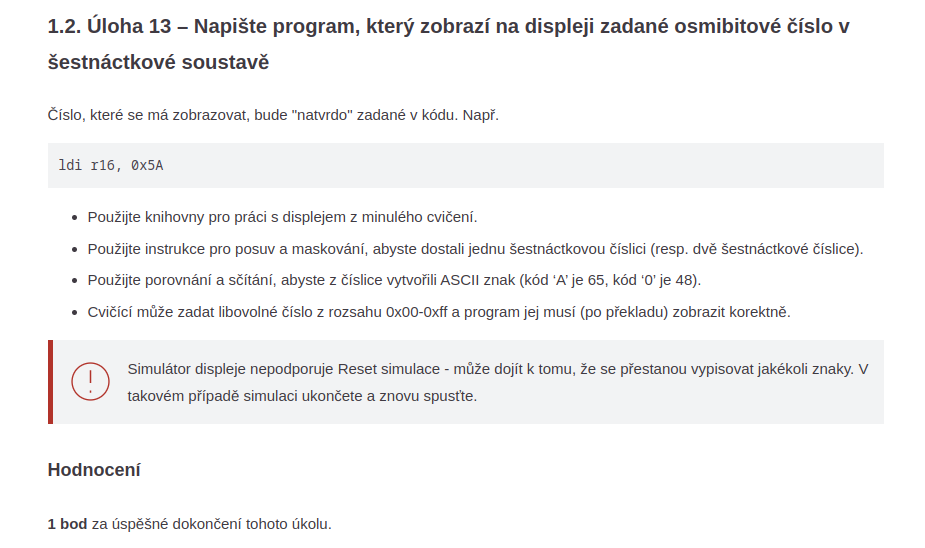 1.2. Úloha 13 – Napište program, který zobrazí na displeji zadané osmibitové číslo v
šestnáctkové soustavě
Číslo, které se má zobrazovat, bude "natvrdo" zadané v kódu. Např.
ldi r16, 0x5A
Použijte knihovny pro práci s displejem z minulého cvičení.
Použijte instrukce pro posuv a maskování, abyste dostali jednu šestnáctkovou číslici (resp. dvě šestnáctkové číslice).
Použijte porovnání a sčítání, abyste z číslice vytvořili ASCII znak (kód ‘A’ je 65, kód ‘0’ je 48).
Cvičící může zadat libovolné číslo z rozsahu 0x00-0xff a program jej musí (po překladu) zobrazit korektně.
Simulátor displeje nepodporuje Reset simulace - může dojít k tomu, že se přestanou vypisovat jakékoli znaky. V
takovém případě simulaci ukončete a znovu spusťte.
Hodnocení
1 bod za úspěšné dokončení tohoto úkolu.